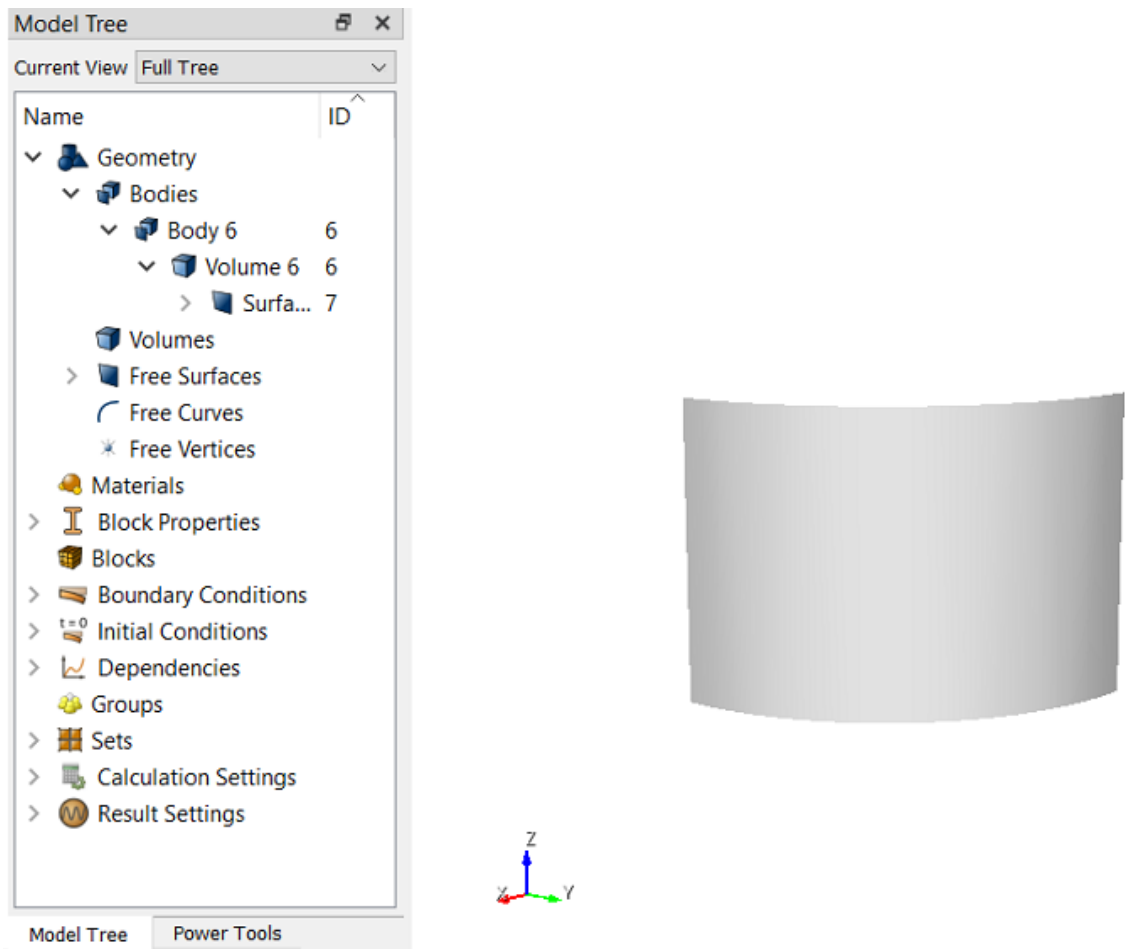 Model Tree
Current View Full Tree
Name ID
Geometry
Bodies
Body 6 6
Volume 6 6
Surfa... 7
Volumes
Free Surfaces
Free Curves
Free Vertices
Materials
Block Properties
Blocks
Boundary Conditions
t=0
Initial Conditions
Dependencies
Groups
Sets
Calculation Settings
Result Settings
Z
X Y
Model Tree Power Tools